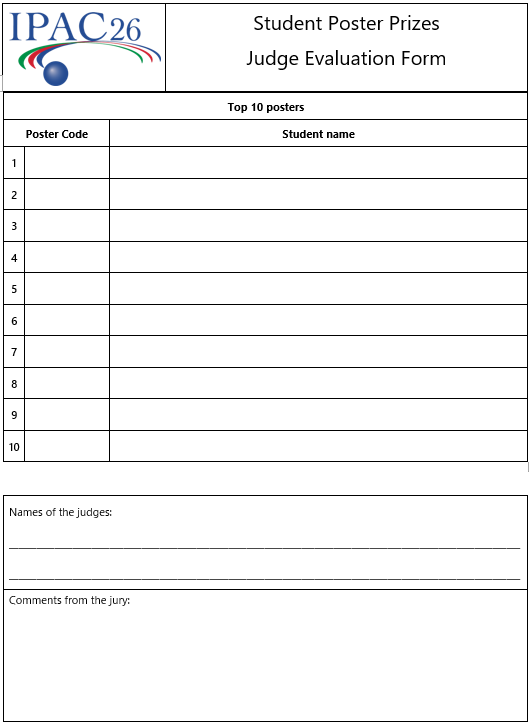 IPAC26
Student Poster Prizes
Judge Evaluation Form
Top 10 posters
Poster Code Student name
1
2
3
4
5
6
7
8
9
10
Names of the judges:
Comments from the jury: